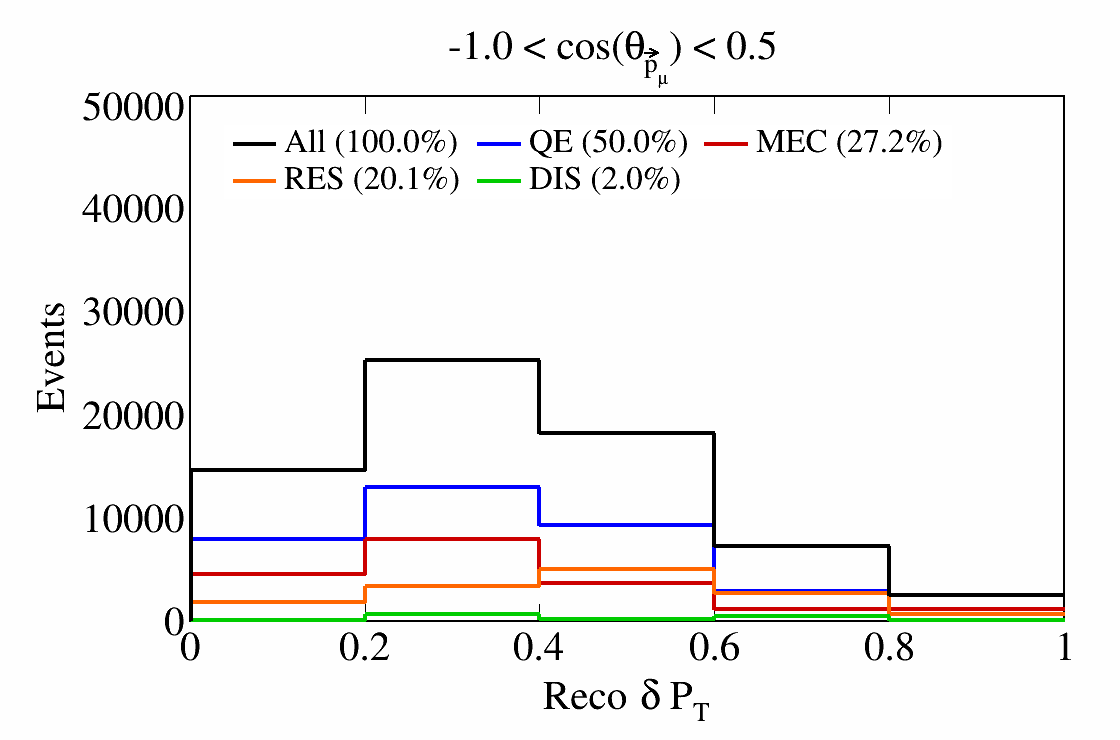 -1.0 < cos(θp⃗μ) < 0.5
50000
All (100.0%) QE (50.0%) MEC (27.2%)
RES (20.1%) DIS (2.0%)
40000
30000
Events
20000
10000
0
0 0.2 0.4 0.6 0.8 1
Reco δ PT